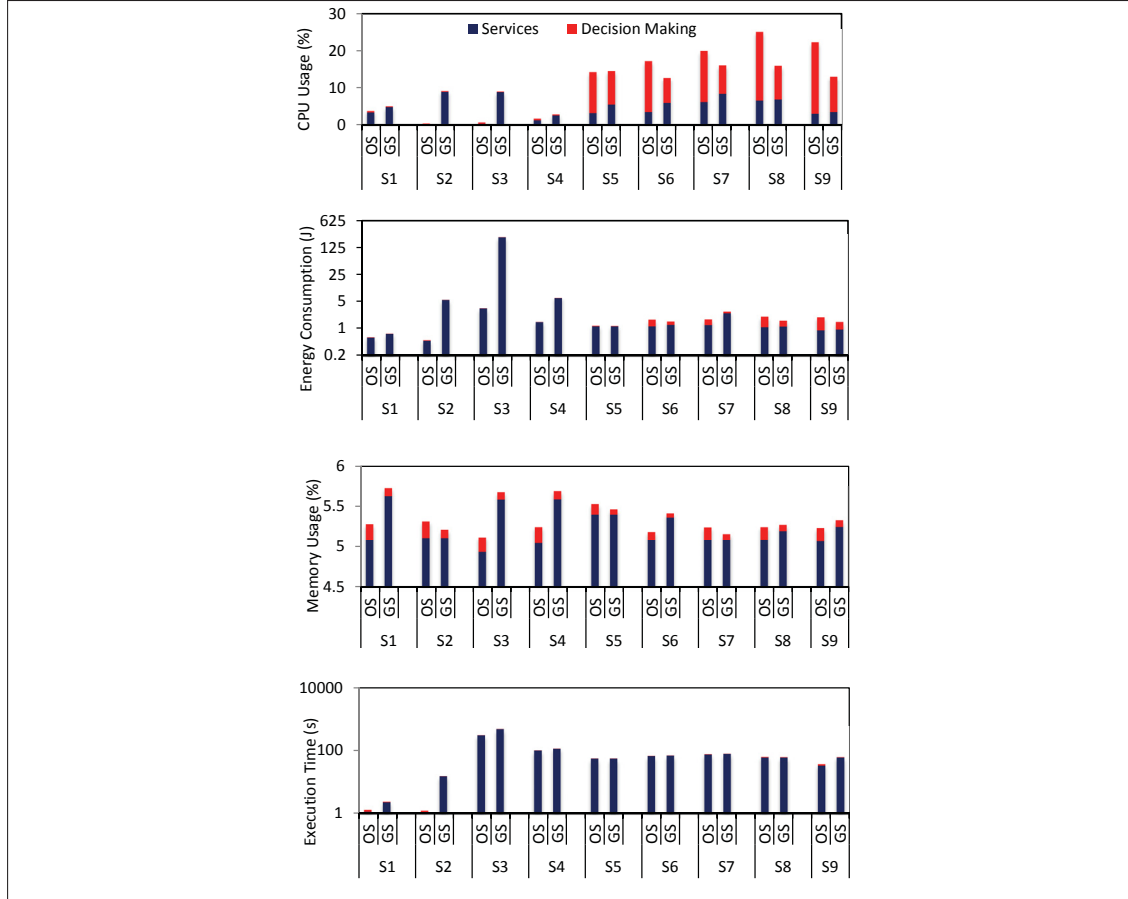 30
Services Decision Making
20
10
0
CPU Usage (%)
OS GS OS GS OS GS OS GS OS GS OS GS OS GS OS GS OS GS
S1 S2 S3 S4 S5 S6 S7 S8 S9
625
125
25
5
1
0.2
Energy Consumption (J)
OS GS OS GS OS GS OS GS OS GS OS GS OS GS OS GS OS GS
S1 S2 S3 S4 S5 S6 S7 S8 S9
6
5.5
5
4.5
Memory Usage (%)
OS GS OS GS OS GS OS GS OS GS OS GS OS GS OS GS OS GS
S1 S2 S3 S4 S5 S6 S7 S8 S9
10000
100
1
Execution Time (s)
OS GS OS GS OS GS OS GS OS GS OS GS OS GS OS GS OS GS
S1 S2 S3 S4 S5 S6 S7 S8 S9